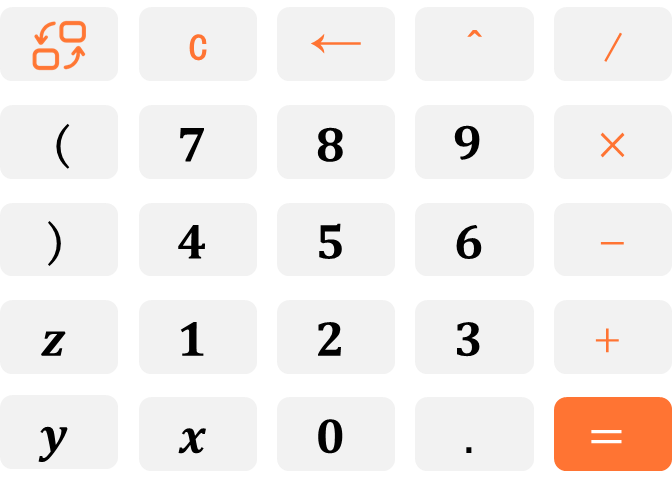 C ← ^ /
( 7 8 9 ×
) 4 5 6 −
z 1 2 3 +
y x 0 . =